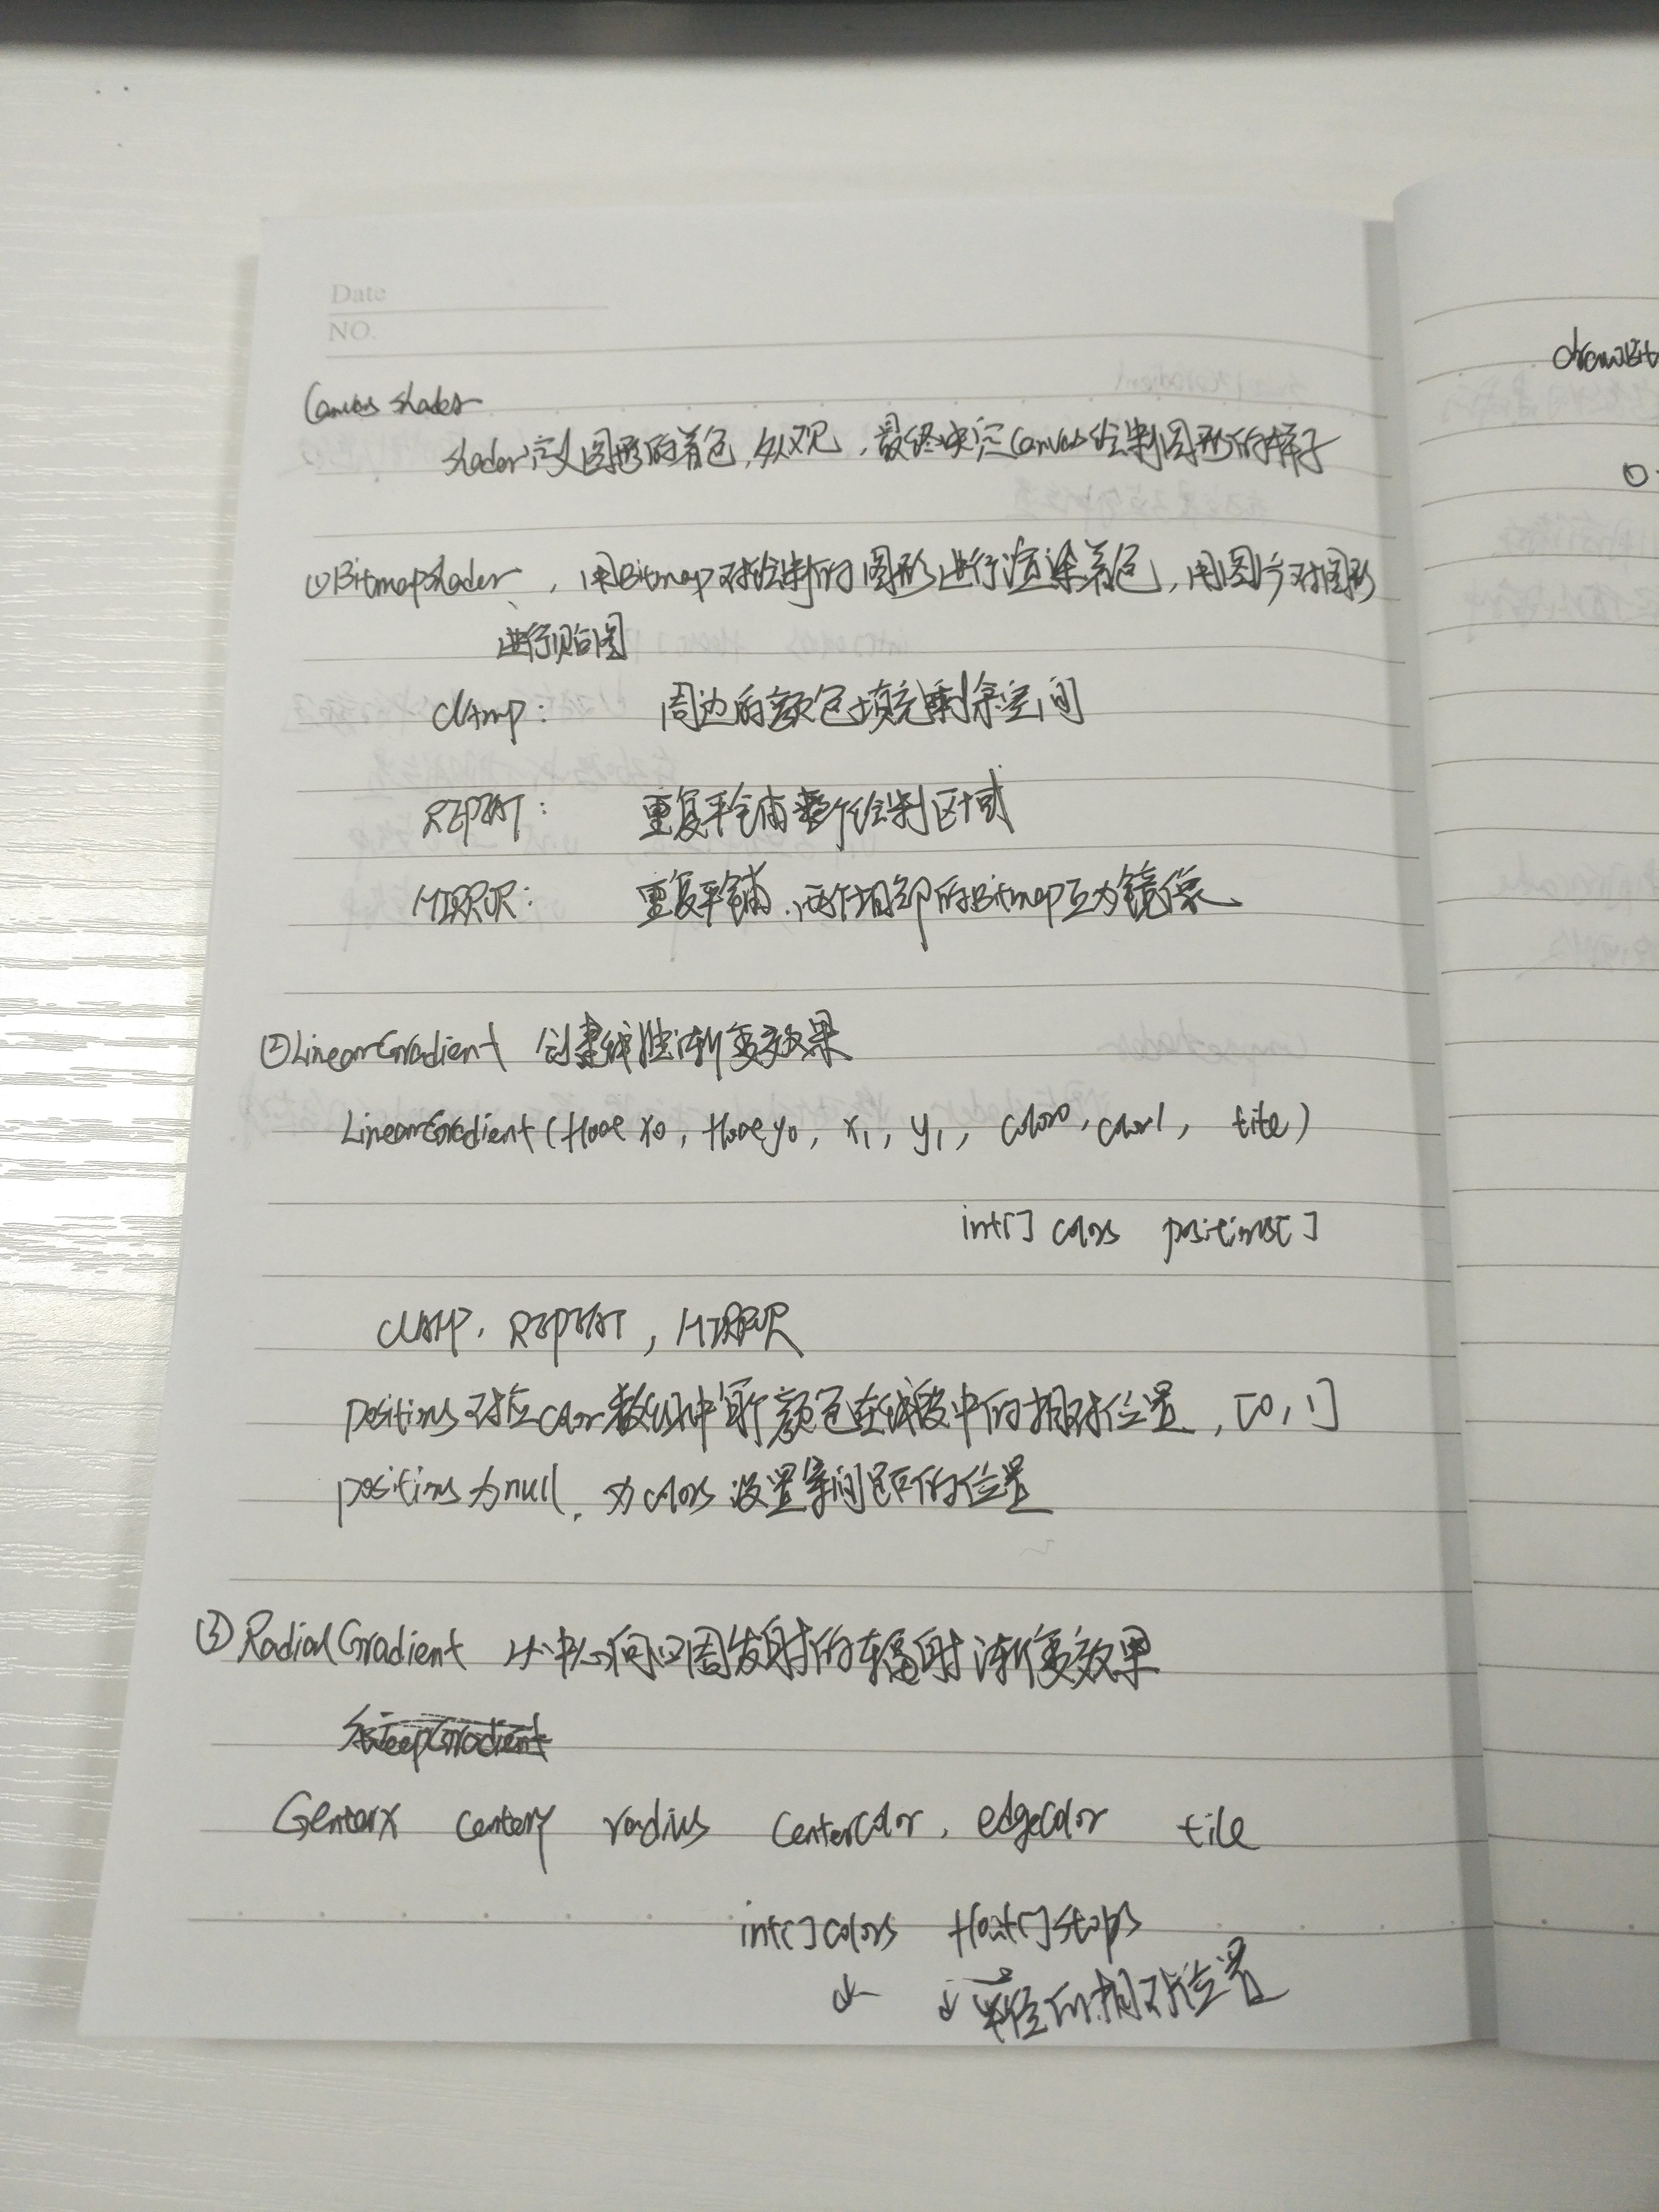 Date
NO.
Canvas shader
shader定义图形的着色,外观,最终决定Canvas绘制图形的样子
①BitmapShader,用Bitmap对绘制的图形进行渲染着色,用图片对图形
进行贴图
CLAMP: 周边的颜色填充剩余空间
REPEAT: 重复平铺整个绘制区域
MIRROR: 重复平铺,两个相邻的Bitmap互为镜像.
②LinearGradient 创建线性渐变效果
LinearGradient(float x0, float y0, x1, y1, color0, color1, tile)
int[] colors positions[]
CLAMP, REPEAT, MIRROR
positions对应color数组中每个颜色在线段中的相对位置,[0,1]
positions为null,为colors设置等间距的位置
③RadialGradient 从中心向四周发射的辐射渐变效果
SweepGradient
CenterX centerY radius centerColor, edgeColor tile
int[]colors float[]stops
半径的相对位置
drawBit